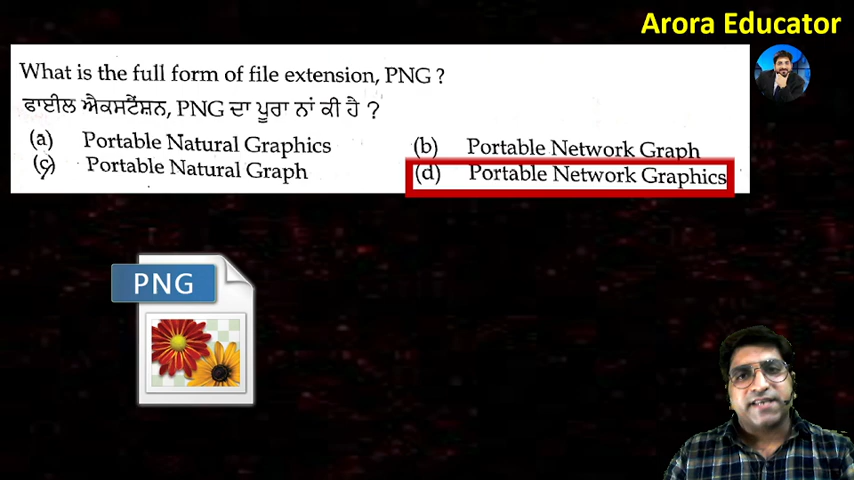 Arora Educator
What is the full form of file extension, PNG ?
ਫਾਈਲ ਐਕਸਟੈਂਸ਼ਨ, PNG ਦਾ ਪੂਰਾ ਨਾਂ ਕੀ ਹੈ ?
(a) Portable Natural Graphics (b) Portable Network Graph
(c) Portable Natural Graph (d) Portable Network Graphics
PNG